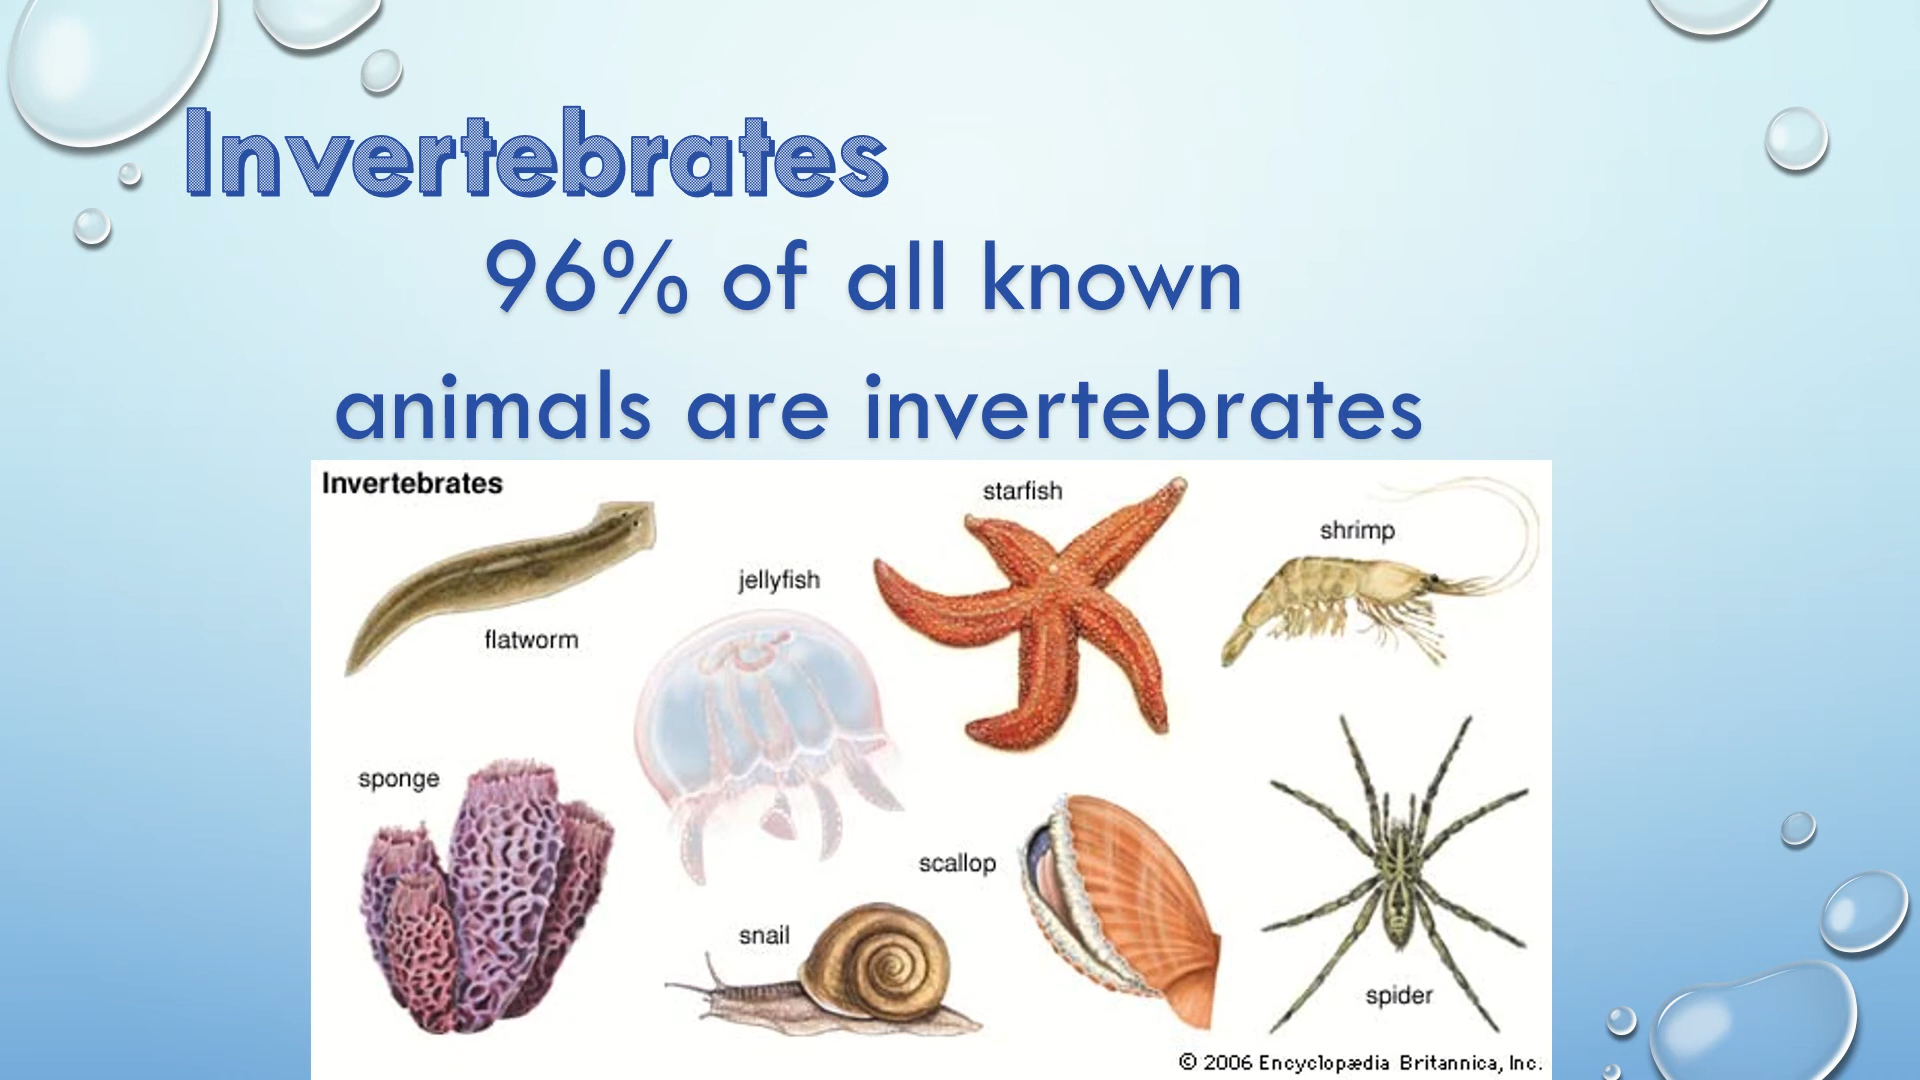 Invertebrates
96% of all known
animals are invertebrates
Invertebrates
starfish
shrimp
jellyfish
flatworm
sponge
scallop
snail
spider
© 2006 Encyclopædia Britannica, Inc.